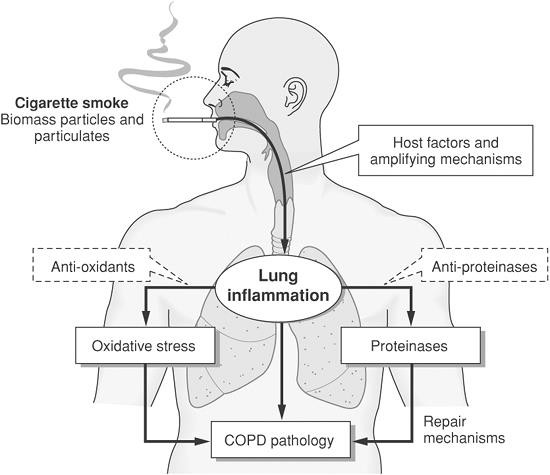 Cigarette smoke
Biomass particles and
particulates
Host factors and
amplifying mechanisms
Anti-oxidants
Anti-proteinases
Lung
inflammation
Oxidative stress
Proteinases
COPD pathology
Repair
mechanisms